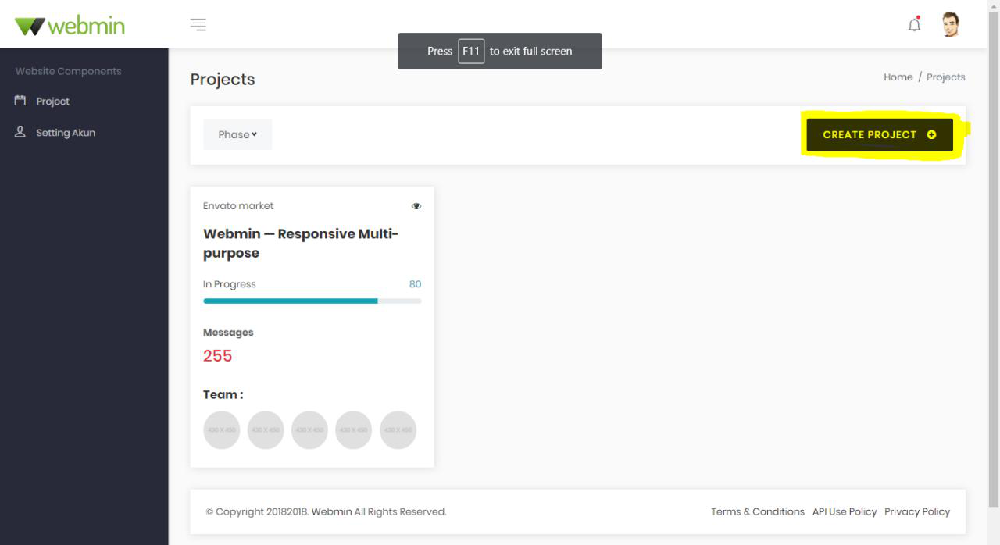 webmin
Press F11 to exit full screen
Website Components
Project
Setting Akun
Projects
Home / Projects
Phase
CREATE PROJECT
Envato market
Webmin — Responsive Multi-
purpose
In Progress 80
Messages
255
Team :
430 X 450 430 X 450 430 X 450 430 X 450 430 X 450
© Copyright 20182018. Webmin All Rights Reserved.
Terms & Conditions API Use Policy Privacy Policy